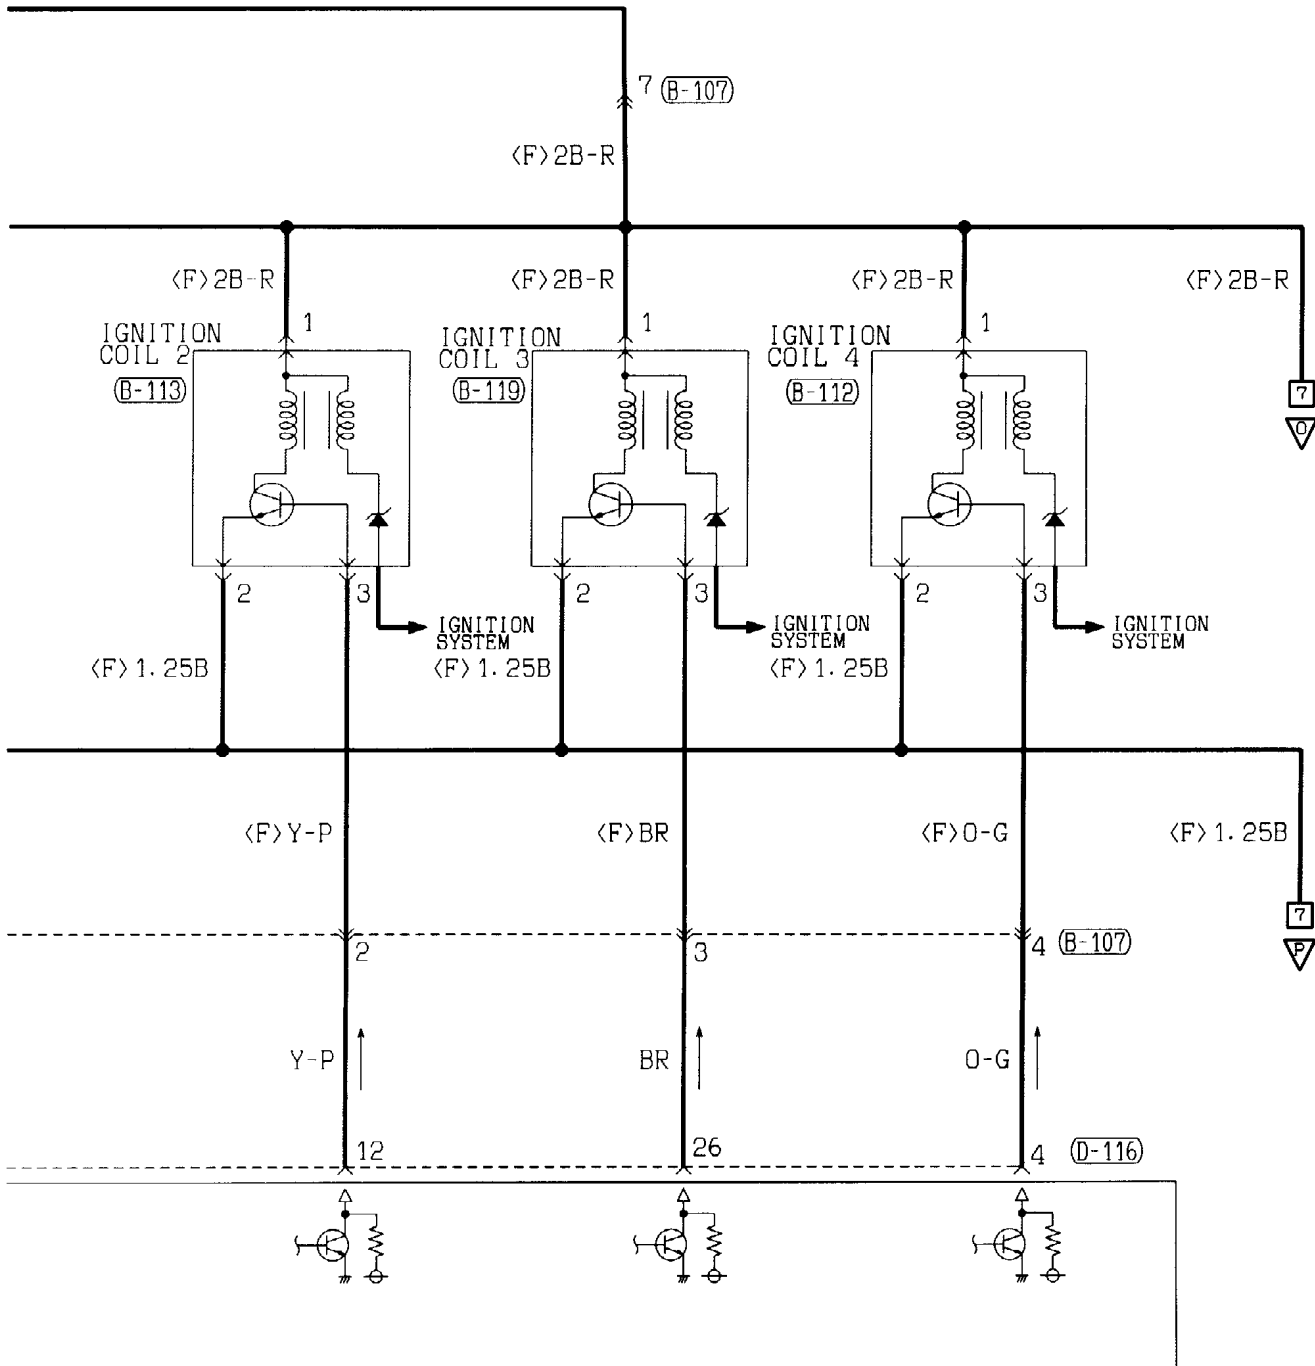 7 B-107
〈F〉2B-R
〈F〉2B-R 〈F〉2B-R 〈F〉2B-R 〈F〉2B-R
1 1 1
IGNITION
COIL 2
B-113
IGNITION
COIL 3
B-119
IGNITION
COIL 4
B-112
7
O
2 3 2 3 2 3
IGNITION
SYSTEM
IGNITION
SYSTEM
IGNITION
SYSTEM
〈F〉1.25B 〈F〉1.25B 〈F〉1.25B
〈F〉Y-P 〈F〉BR 〈F〉O-G 〈F〉1.25B
7
P
2 3 4 B-107
Y-P BR O-G
12 26 4 D-116